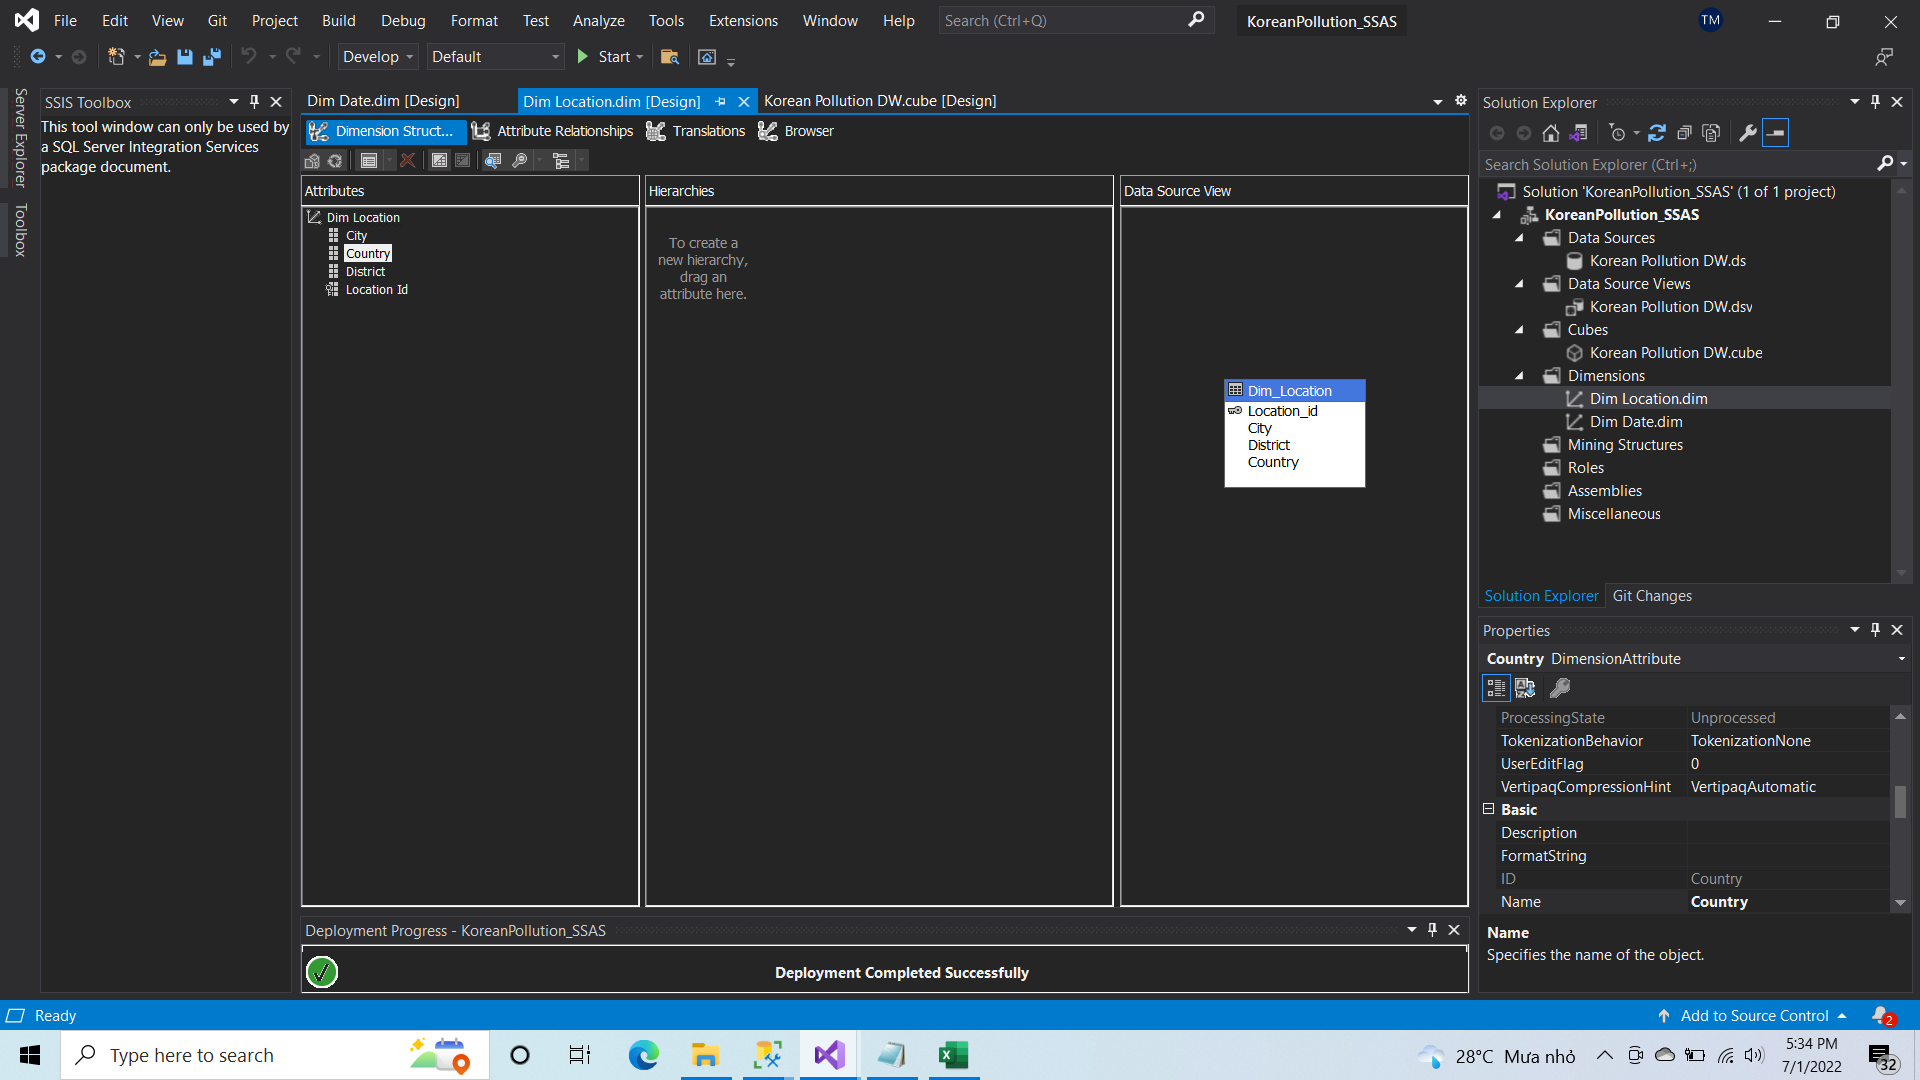 File Edit View Git Project Build Debug Format Test Analyze Tools Extensions Window Help Search (Ctrl+Q) KoreanPollution_SSAS TM
Develop Default Start
Server Explorer
Toolbox
SSIS Toolbox
This tool window can only be used by
a SQL Server Integration Services
package document.
Dim Date.dim [Design] Dim Location.dim [Design] Korean Pollution DW.cube [Design]
Dimension Struct... Attribute Relationships Translations Browser
Attributes
Dim Location
City
Country
District
Location Id
Hierarchies
To create a
new hierarchy,
drag an
attribute here.
Data Source View
Dim_Location
Location_id
City
District
Country
Deployment Progress - KoreanPollution_SSAS
Deployment Completed Successfully
Solution Explorer
Search Solution Explorer (Ctrl+;)
Solution 'KoreanPollution_SSAS' (1 of 1 project)
KoreanPollution_SSAS
Data Sources
Korean Pollution DW.ds
Data Source Views
Korean Pollution DW.dsv
Cubes
Korean Pollution DW.cube
Dimensions
Dim Location.dim
Dim Date.dim
Mining Structures
Roles
Assemblies
Miscellaneous
Solution Explorer Git Changes
Properties
Country DimensionAttribute
ProcessingState Unprocessed
TokenizationBehavior TokenizationNone
UserEditFlag 0
VertipaqCompressionHint VertipaqAutomatic
Basic
Description
FormatString
ID Country
Name Country
Name
Specifies the name of the object.
Ready Add to Source Control 2
Type here to search 28°C Mưa nhỏ 5:34 PM
7/1/2022 32